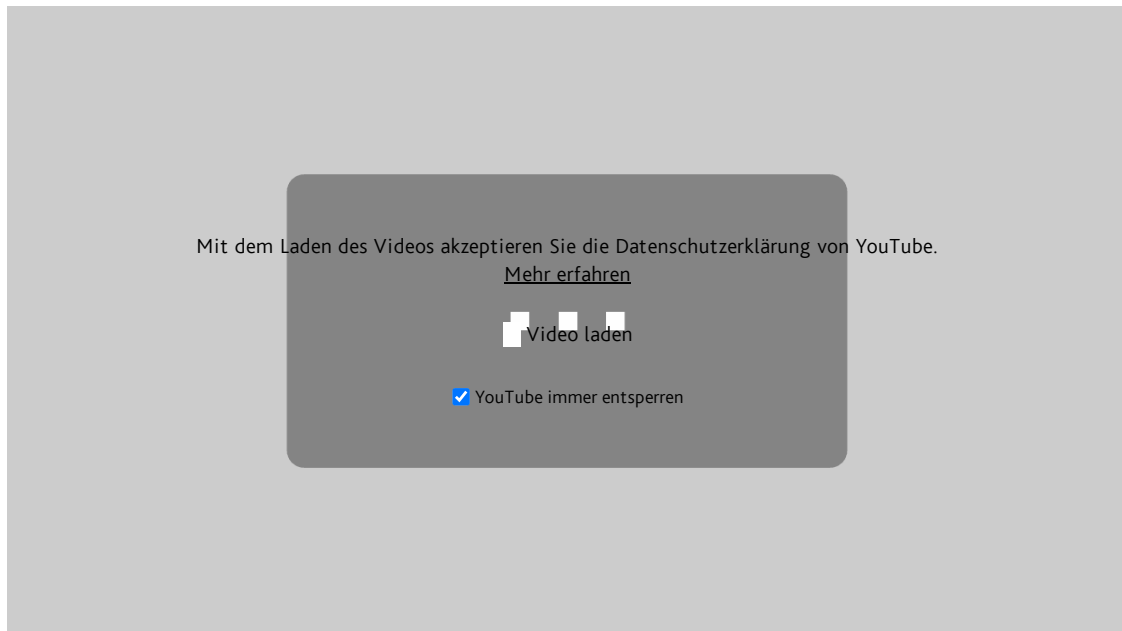 Mit dem Laden des Videos akzeptieren Sie die Datenschutzerklärung von YouTube.
Mehr erfahren
Video laden
YouTube immer entsperren